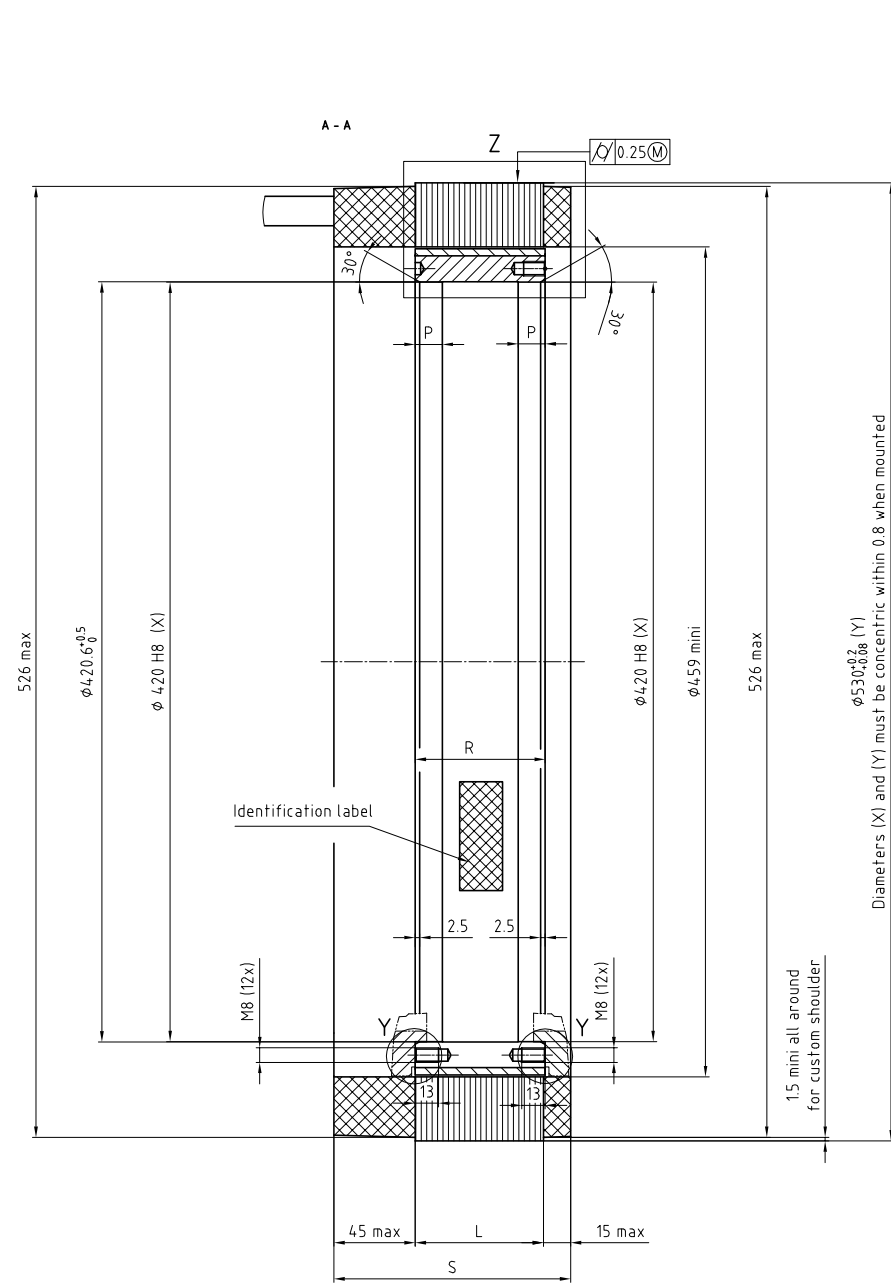 A - A
Z
⌭ 0.25 Ⓜ
30°
30°
P
P
526 max
Φ420.6 +0.5 0
Φ 420 H8 (X)
Φ420 H8 (X)
Φ459 mini
526 max
Φ530 +0.2 +0.08 (Y)
Diameters (X) and (Y) must be concentric within 0.8 when mounted
R
Identification label
2.5
2.5
M8 (12x)
M8 (12x)
Y
Y
13
13
1.5 mini all around
for custom shoulder
45 max
L
15 max
S